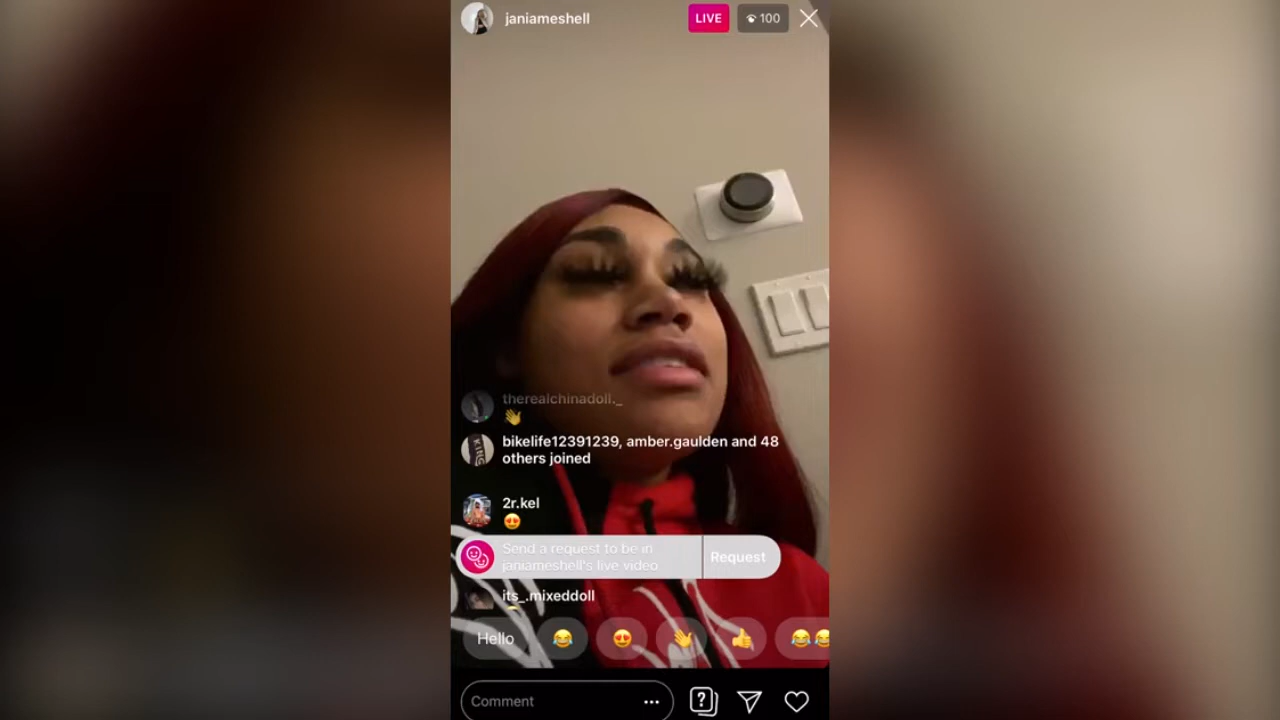 janiameshell
LIVE
100
therealchinadoll._
bikelife12391239, amber.gaulden and 48
others joined
2r.kel
Send a request to be in
janiameshell's live video
Request
its_.mixeddoll
Hello
Comment